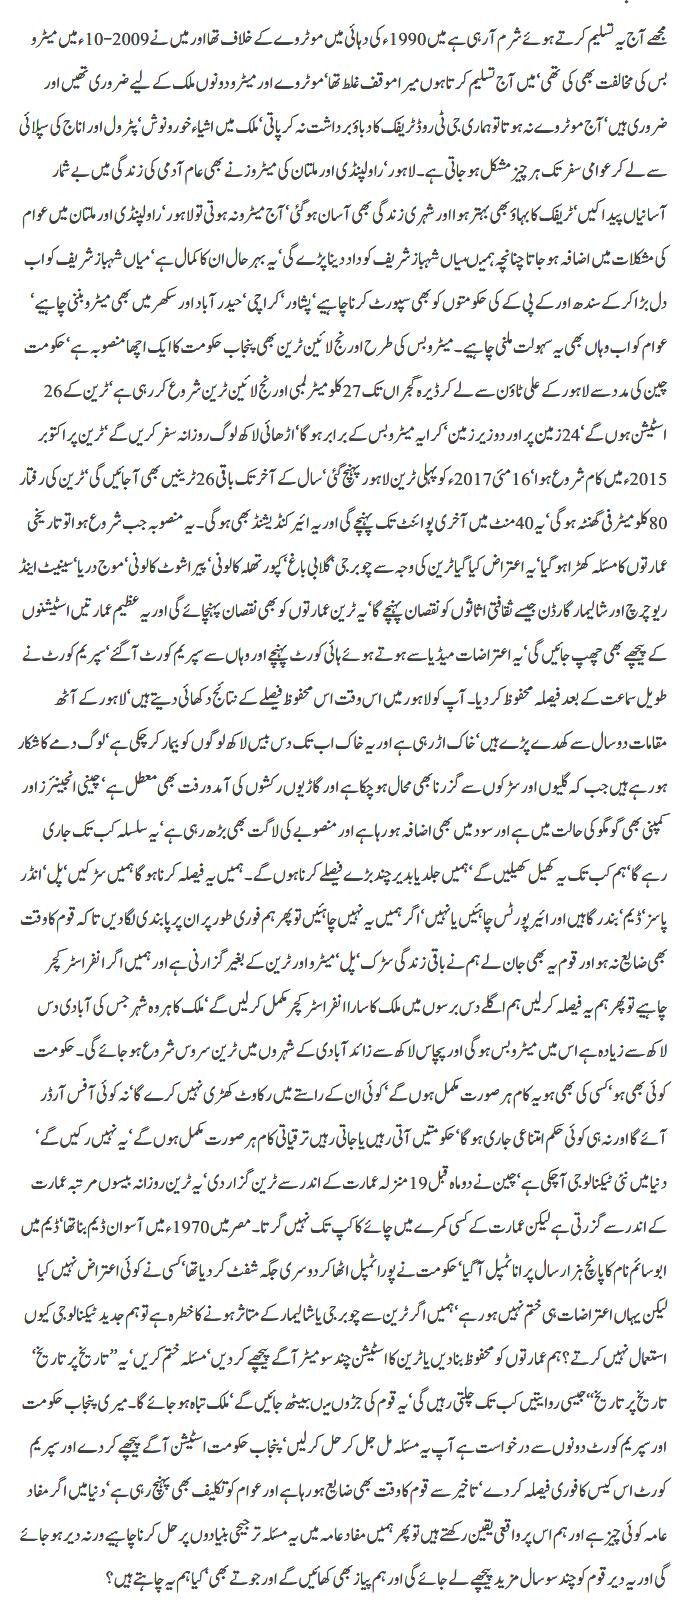 مجھے آج یہ تسلیم کرتے ہوئے شرم آ رہی ہے میں 1990ء کی دہائی میں موٹروے کے خلاف تھا اور میں نے 2009-10ء میں میٹرو
بس کی مخالفت بھی کی تھی‘ میں آج تسلیم کرتا ہوں میرا موقف غلط تھا‘ موٹروے اور میٹرو دونوں ملک کے لیے ضروری تھیں اور
ضروری ہیں‘ آج موٹروے نہ ہوتا تو ہماری جی ٹی روڈ ٹریفک کا دباؤ برداشت نہ کر پاتی‘ ملک میں اشیاء خور و نوش‘ پٹرول اور اناج کی سپلائی
سے لے کر عوامی سفر تک ہر چیز مشکل ہو جاتی ہے۔ لاہور‘ راولپنڈی اور ملتان کی میٹروز نے بھی عام آدمی کی زندگی میں بے شمار
آسانیاں پیدا کیں‘ ٹریفک کا بہاؤ بھی بہتر ہوا اور شہری زندگی بھی آسان ہو گئی‘ آج میٹرو نہ ہوتی تو لاہور‘ راولپنڈی اور ملتان میں عوام
کی مشکلات میں اضافہ ہو جاتا چنانچہ ہمیں میاں شہباز شریف کو داد دینا پڑے گی‘ یہ بہرحال ان کا کمال ہے‘ میاں شہباز شریف کو اب
دل بڑا کر کے سندھ اور کے پی کے کی حکومتوں کو بھی سپورٹ کرنا چاہیے‘ پشاور‘ کراچی‘ حیدر آباد اور سکھر میں بھی میٹرو بننی چاہیے‘
عوام کو اب وہاں بھی یہ سہولت ملنی چاہیے۔ میٹرو بس کی طرح اورنج لائین ٹرین بھی پنجاب حکومت کا ایک اچھا منصوبہ ہے‘ حکومت
چین کی مدد سے لاہور کے علی ٹاؤن سے لے کر ڈیرہ گجراں تک 27 کلو میٹر لمبی اورنج لائین ٹرین شروع کر رہی ہے‘ ٹرین کے 26
اسٹیشن ہوں گے‘ 24 زمین پر اور دو زیر زمین‘ کرایہ میٹرو بس کے برابر ہو گا‘ اڑھائی لاکھ لوگ روزانہ سفر کریں گے‘ ٹرین پر اکتوبر
2015ء میں کام شروع ہوا‘ 16 مئی 2017ء کو پہلی ٹرین لاہور پہنچ گئی‘ سال کے آخر تک باقی 26 ٹرینیں بھی آ جائیں گی‘ ٹرین کی رفتار
80 کلو میٹر فی گھنٹہ ہو گی‘ یہ 40 منٹ میں آخری پوائنٹ تک پہنچے گی اور یہ ائیر کنڈیشنڈ بھی ہو گی۔ یہ منصوبہ جب شروع ہوا تو تاریخی
عمارتوں کا مسئلہ کھڑا ہو گیا‘ یہ اعتراض کیا گیا ٹرین کی وجہ سے چوبرجی‘ گلابی باغ‘ کپور تھلہ کالونی‘ پیراشوٹ کالونی‘ موج دریا‘ سینیٹ اینڈ
ریو چرچ اور شالیمار گارڈن جیسے ثقافتی اثاثوں کو نقصان پہنچے گا‘ یہ ٹرین عمارتوں کو بھی نقصان پہنچائے گی اور یہ عظیم عمارتیں اسٹیشنوں
کے پیچھے بھی چھپ جائیں گی‘ یہ اعتراضات میڈیا سے ہوتے ہوئے ہائی کورٹ پہنچے اور وہاں سے سپریم کورٹ آ گئے‘ سپریم کورٹ نے
طویل سماعت کے بعد فیصلہ محفوظ کر دیا۔ آپ کو لاہور میں اس وقت اس محفوظ فیصلے کے نتائج دکھائی دیتے ہیں‘ لاہور کے آٹھ
مقامات دو سال سے کھدے پڑے ہیں‘ خاک اڑ رہی ہے اور یہ خاک اب تک دس بیس لاکھ لوگوں کو بیمار کر چکی ہے‘ لوگ دمے کا شکار
ہو رہے ہیں جب کہ گلیوں اور سڑکوں سے گزرنا بھی محال ہو چکا ہے اور گاڑیوں رکشوں کی آمدورفت بھی معطل ہے‘ چینی انجینئرز اور
کمپنی بھی گومگو کی حالت میں ہے اور سود میں بھی اضافہ ہو رہا ہے اور منصوبے کی لاگت بھی بڑھ رہی ہے‘ یہ سلسلہ کب تک جاری
رہے گا‘ ہم کب تک یہ کھیل کھیلیں گے‘ ہمیں جلد یا بدیر چند بڑے فیصلے کرنا ہوں گے۔ ہمیں یہ فیصلہ کرنا ہو گا ہمیں سڑکیں‘ پل‘ انڈر
پاسز‘ ڈیم‘ بندر گاہیں اور ائیر پورٹس چاہئیں یا نہیں‘ اگر ہمیں یہ نہیں چاہئیں تو پھر ہم فوری طور پر ان پر پابندی لگا دیں تا کہ قوم کا وقت
بھی ضایع نہ ہو اور قوم یہ بھی جان لے ہم نے باقی زندگی سڑک‘ پل‘ میٹرو اور ٹرین کے بغیر گزارنی ہے اور ہمیں اگر انفراسٹرکچر
چاہیے تو پھر ہم یہ فیصلہ کر لیں ہم اگلے دس برسوں میں ملک کا سارا انفراسٹرکچر مکمل کر لیں گے‘ ملک کا ہر وہ شہر جس کی آبادی دس
لاکھ سے زیادہ ہے اس میں میٹرو بس ہو گی اور پچاس لاکھ سے زائد آبادی کے شہروں میں ٹرین سروس شروع ہو جائے گی۔ حکومت
کوئی بھی ہو‘ کسی کی بھی ہو یہ کام ہر صورت مکمل ہوں گے‘ کوئی ان کے راستے میں رکاوٹ کھڑی نہیں کرے گا‘ نہ کوئی آفس آرڈر
آئے گا اور نہ ہی کوئی حکم امتناعی جاری ہو گا‘ حکومتیں آتی رہیں یا جاتی رہیں ترقیاتی کام ہر صورت مکمل ہوں گے‘ یہ نہیں رکیں گے‘
دنیا میں نئی ٹیکنالوجی آ چکی ہے‘ چین نے دو ماہ قبل 19 منزلہ عمارت کے اندر سے ٹرین گزار دی‘ یہ ٹرین روزانہ بیسوں مرتبہ عمارت
کے اندر سے گزرتی ہے لیکن عمارت کے کسی کمرے میں چائے کا کپ تک نہیں گرتا۔ مصر میں 1970ء میں آسوان ڈیم بنا تھا‘ ڈیم میں
ابو سائم نام کا پانچ ہزار سال پرانا ٹمپل آ گیا‘ حکومت نے پورا ٹمپل اٹھا کر دوسری جگہ شفٹ کر دیا تھا‘ کسی نے کوئی اعتراض نہیں کیا
لیکن یہاں اعتراضات ہی ختم نہیں ہو رہے‘ ہمیں اگر ٹرین سے چوبرجی یا شالیمار کے متاثر ہونے کا خطرہ ہے تو ہم جدید ٹیکنالوجی کیوں
استعمال نہیں کرتے؟ ہم عمارتوں کو محفوظ بنا دیں یا ٹرین کا اسٹیشن چند سو میٹر آگے پیچھے کر دیں‘ مسئلہ ختم کریں‘ یہ ’’تاریخ پر تاریخ‘
تاریخ پر تاریخ‘‘ جیسی روایتیں کب تک چلتی رہیں گی‘ یہ قوم کی جڑوں میں بیٹھ جائیں گے‘ ملک تباہ ہو جائے گا۔ میری پنجاب حکومت
اور سپریم کورٹ دونوں سے درخواست ہے آپ یہ مسئلہ مل جل کر حل کر لیں‘ پنجاب حکومت اسٹیشن آگے پیچھے کر دے اور سپریم
کورٹ اس کیس کا فوری فیصلہ کر دے‘ تاخیر سے قوم کا وقت بھی ضایع ہو رہا ہے اور عوام کو تکلیف بھی پہنچ رہی ہے‘ دنیا میں اگر مفاد
عامہ کوئی چیز ہے اور ہم اس پر واقعی یقین رکھتے ہیں تو پھر ہمیں مفاد عامہ میں یہ مسئلہ ترجیحی بنیادوں پر حل کرنا چاہیے ورنہ دیر ہو جائے
گی اور یہ دیر قوم کو چند سو سال مزید پیچھے لے جائے گی اور ہم پیاز بھی کھائیں گے اور جوتے بھی‘ کیا ہم یہ چاہتے ہیں؟